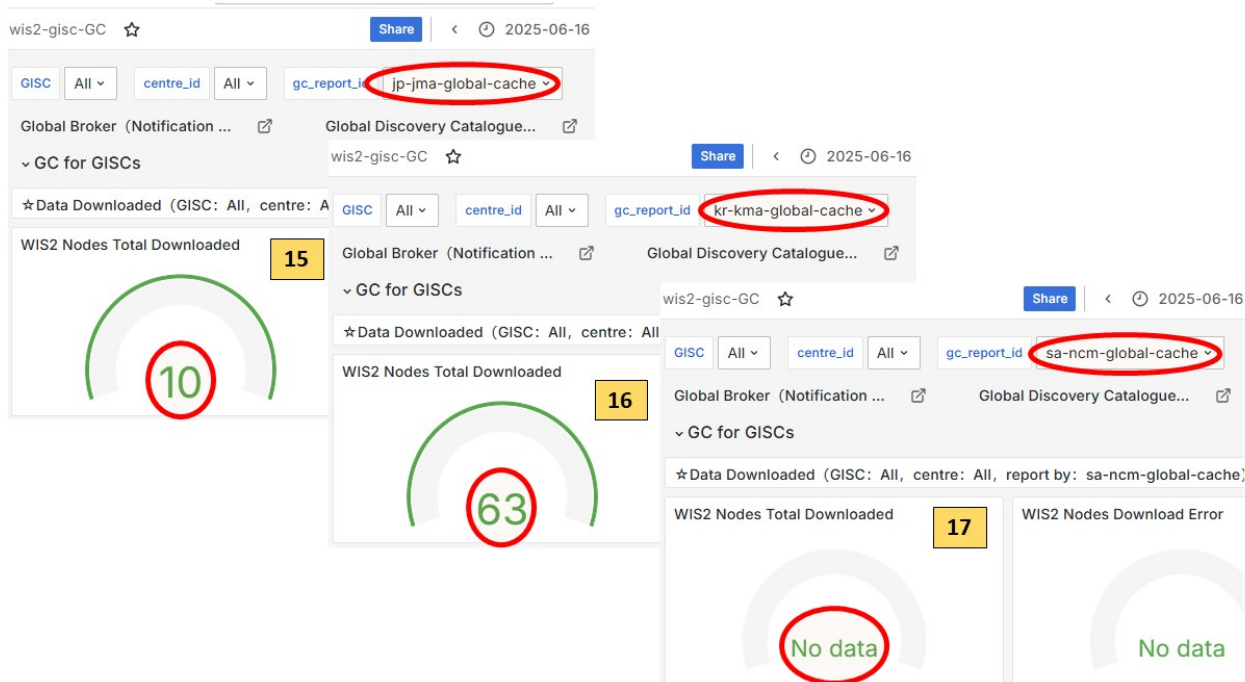 wis2-gisc-GC ☆ Share < 2025-06-16
GISC All centre_id All gc_report_id jp-jma-global-cache
Global Broker（Notification ... Global Discovery Catalogue...
GC for GISCs
☆Data Downloaded（GISC：All，centre：A
WIS2 Nodes Total Downloaded
15
10
wis2-gisc-GC ☆ Share < 2025-06-16
GISC All centre_id All gc_report_id kr-kma-global-cache
Global Broker（Notification ... Global Discovery Catalogue...
GC for GISCs
☆Data Downloaded（GISC：All，centre：All
WIS2 Nodes Total Downloaded
16
63
wis2-gisc-GC ☆ Share < 2025-06-16
GISC All centre_id All gc_report_id sa-ncm-global-cache
Global Broker（Notification ... Global Discovery Catalogue...
GC for GISCs
☆Data Downloaded（GISC：All，centre：All，report by：sa-ncm-global-cache）
WIS2 Nodes Total Downloaded
17
WIS2 Nodes Download Error
No data
No data